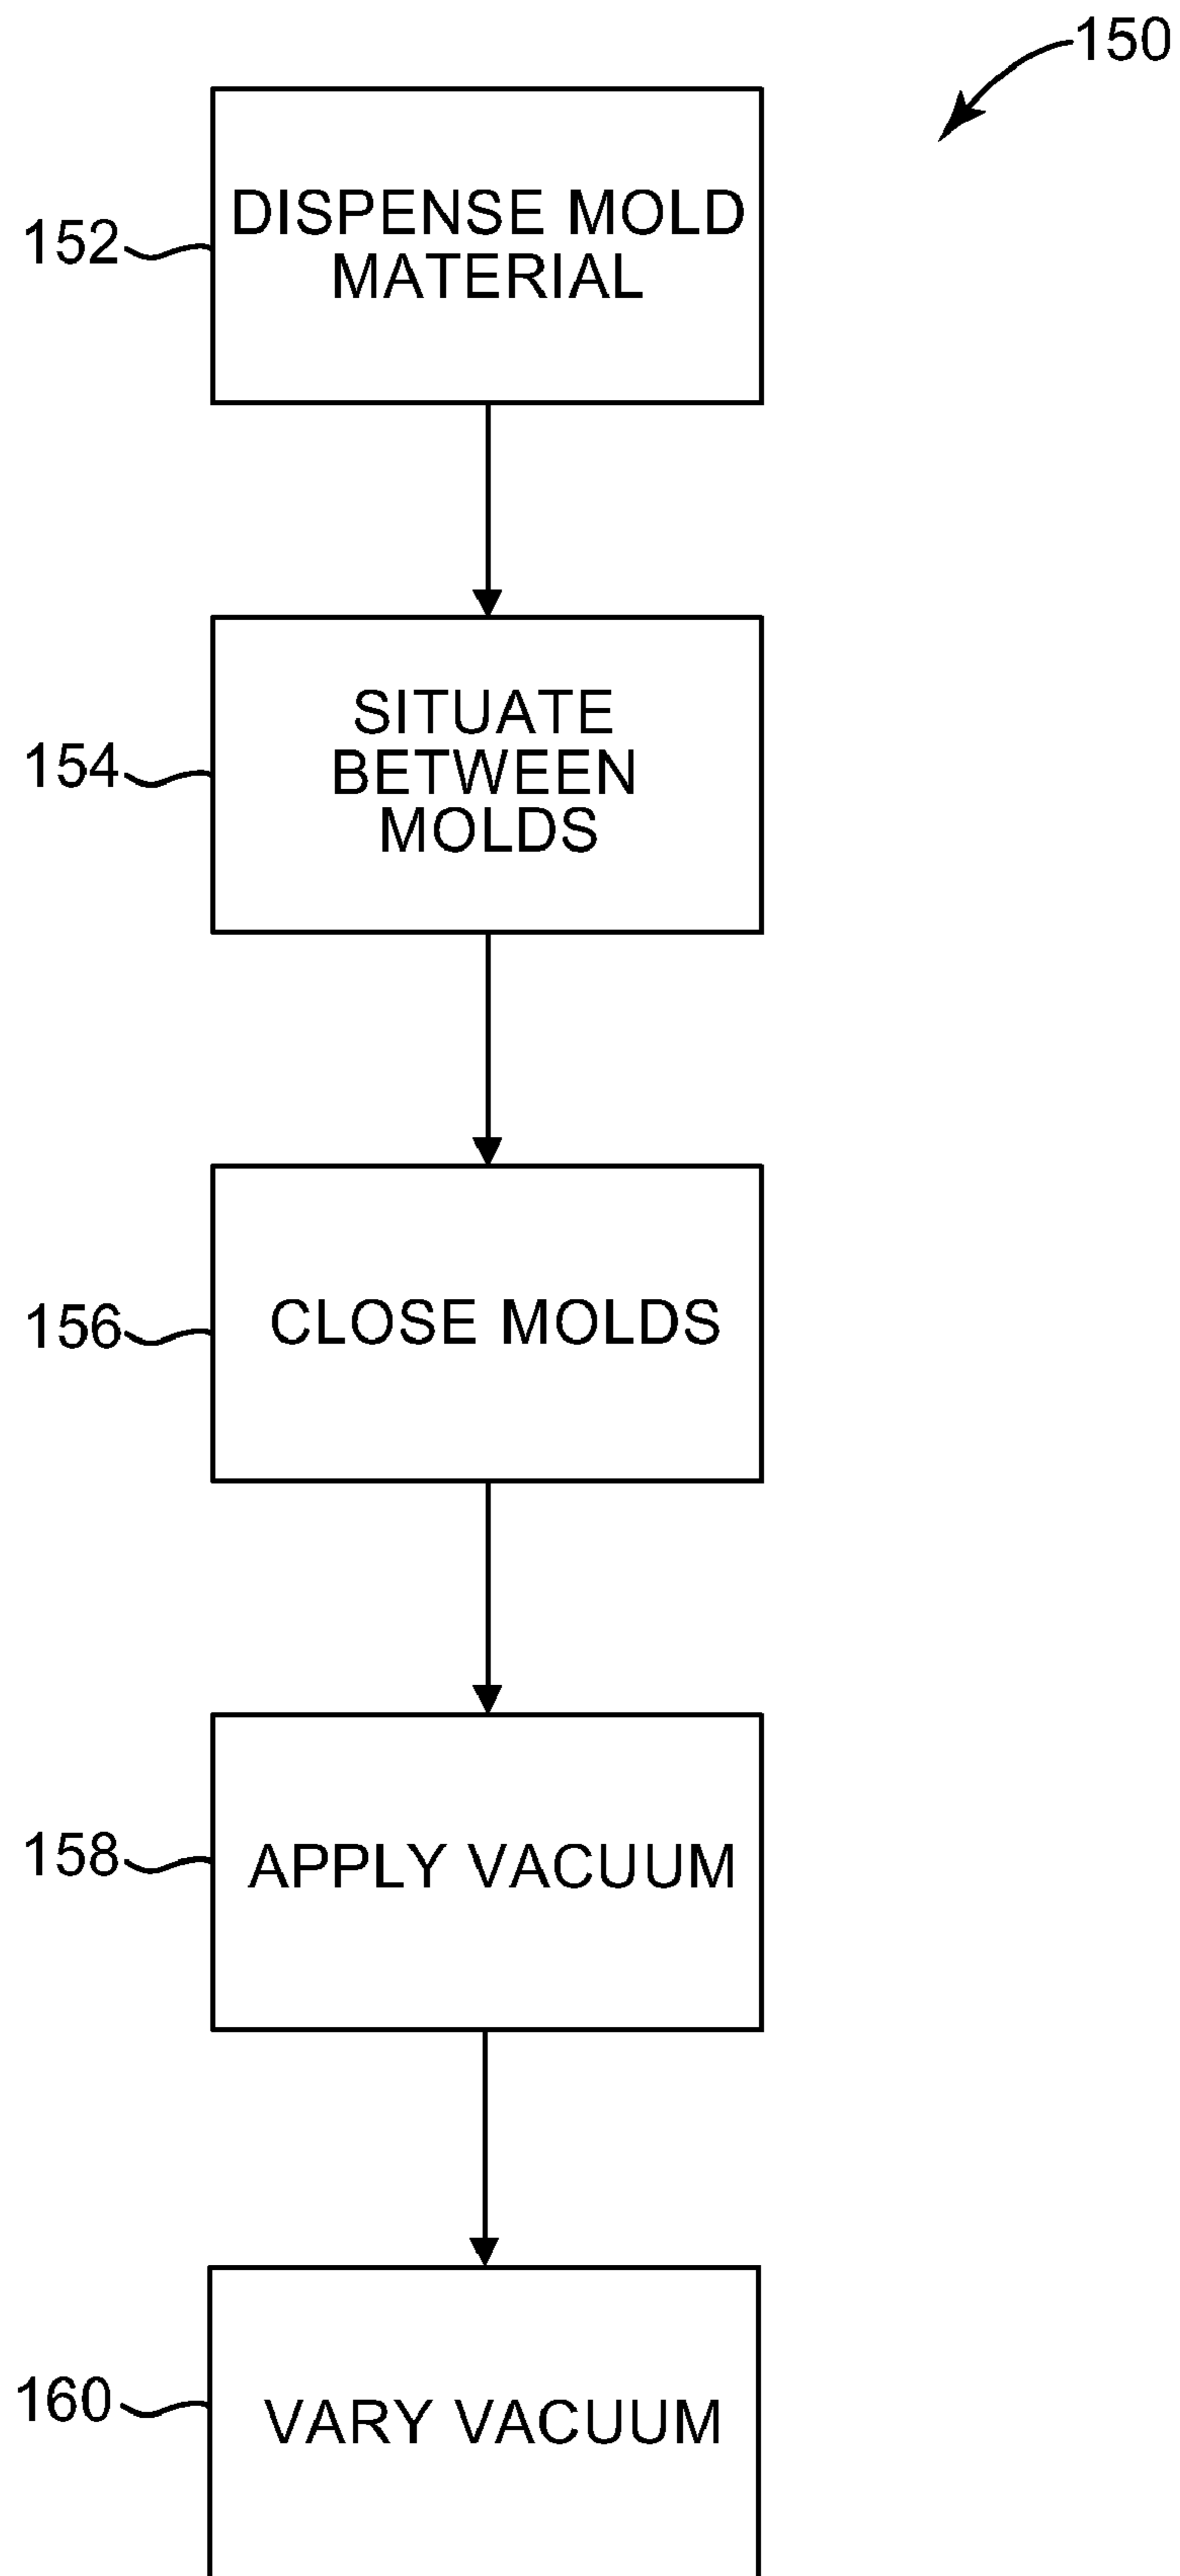 150
152
DISPENSE MOLD
MATERIAL
154
SITUATE
BETWEEN
MOLDS
156
CLOSE MOLDS
158
APPLY VACUUM
160
VARY VACUUM